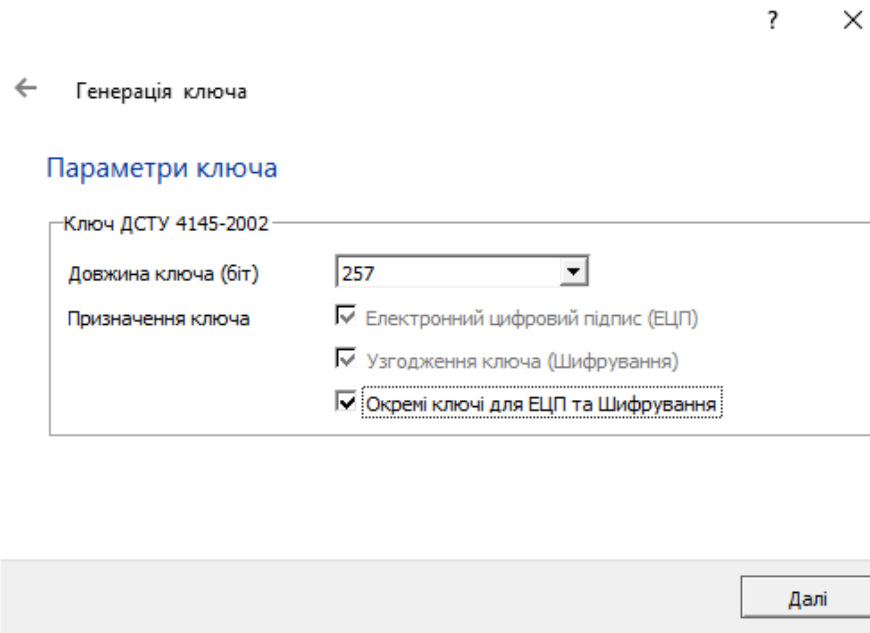 ?
Генерація ключа
Параметри ключа
Ключ ДСТУ 4145-2002
Довжина ключа (біт) 257
Призначення ключа Електронний цифровий підпис (ЕЦП)
Узгодження ключа (Шифрування)
Окремі ключі для ЕЦП та Шифрування
Далі